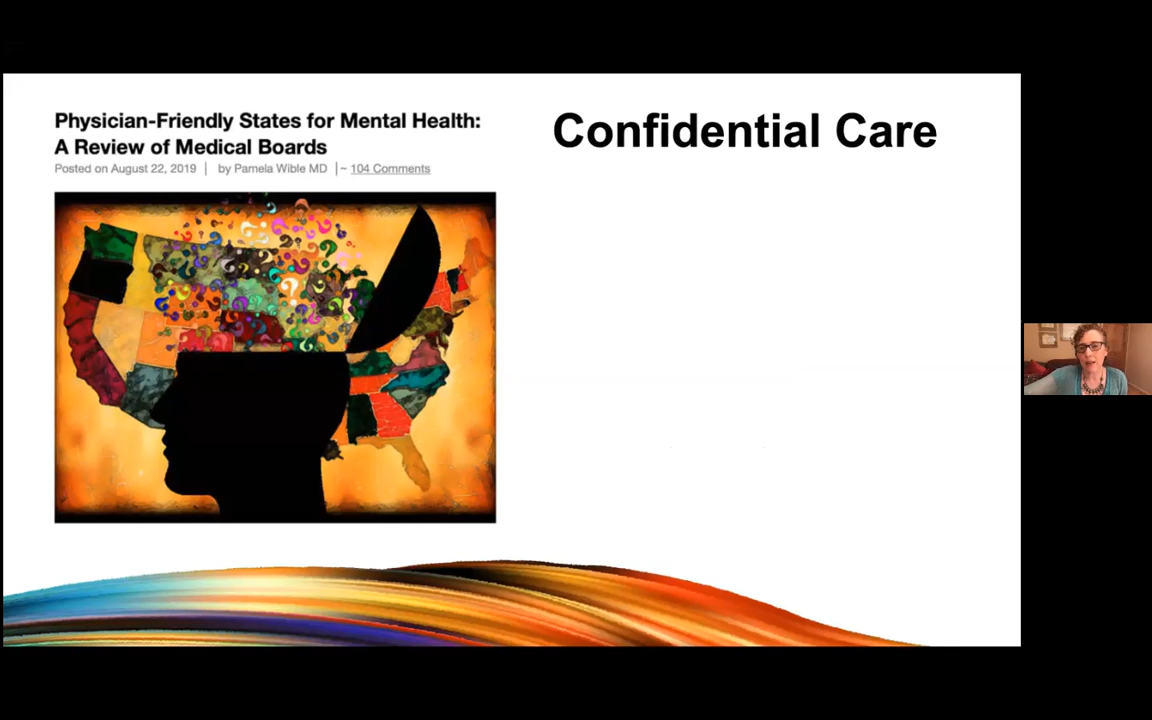 Physician-Friendly States for Mental Health:
A Review of Medical Boards
Posted on August 22, 2019 | by Pamela Wible MD |~ 104 Comments
Confidential Care